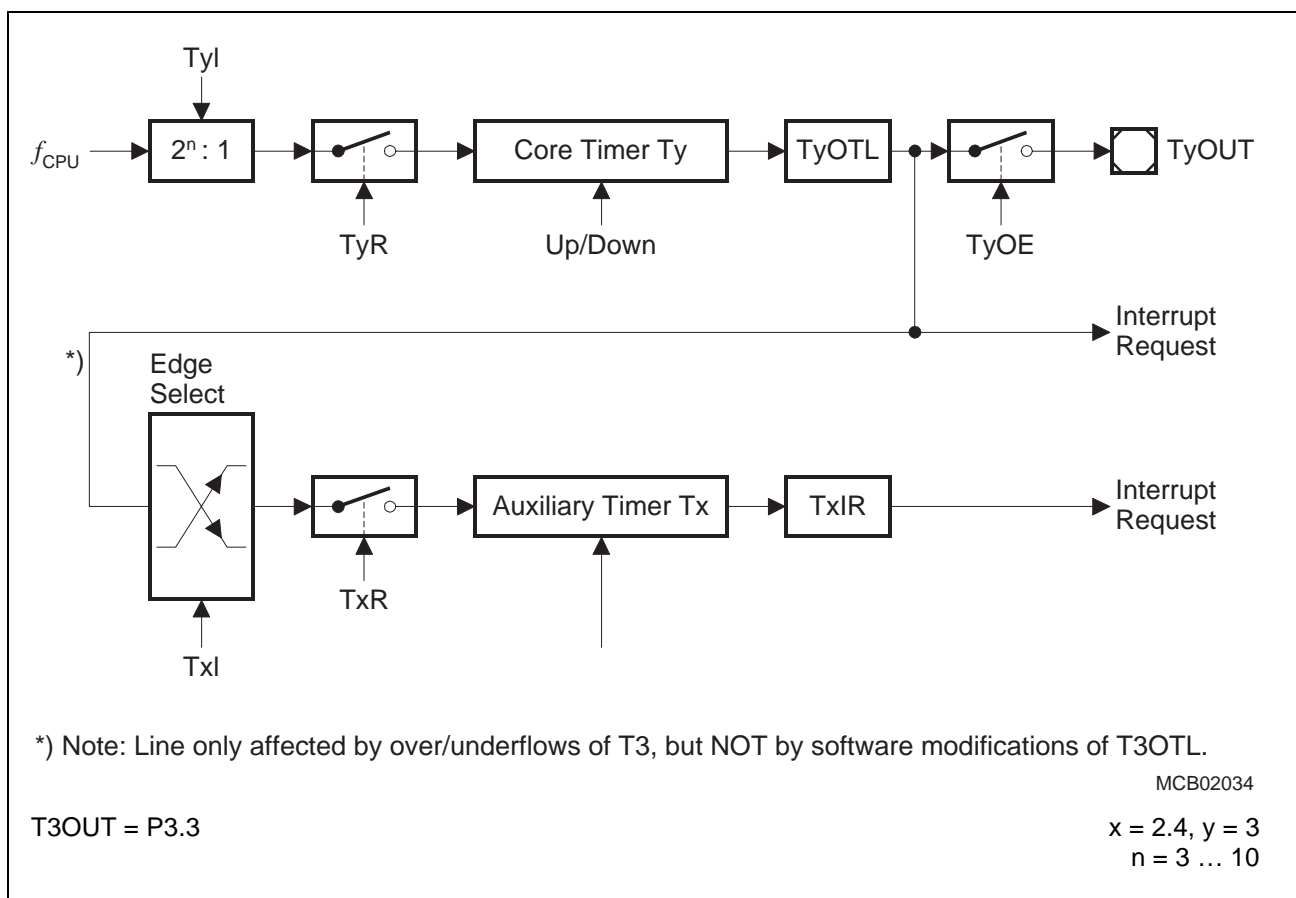 TyI
fCPU
2ⁿ : 1
Core Timer Ty
TyOTL
TyOUT
TyR
Up/Down
TyOE
Interrupt
Request
*)
Edge
Select
Auxiliary Timer Tx
TxIR
Interrupt
Request
TxR
TxI
*) Note: Line only affected by over/underflows of T3, but NOT by software modifications of T3OTL.
MCB02034
T3OUT = P3.3
x = 2.4, y = 3
n = 3 … 10